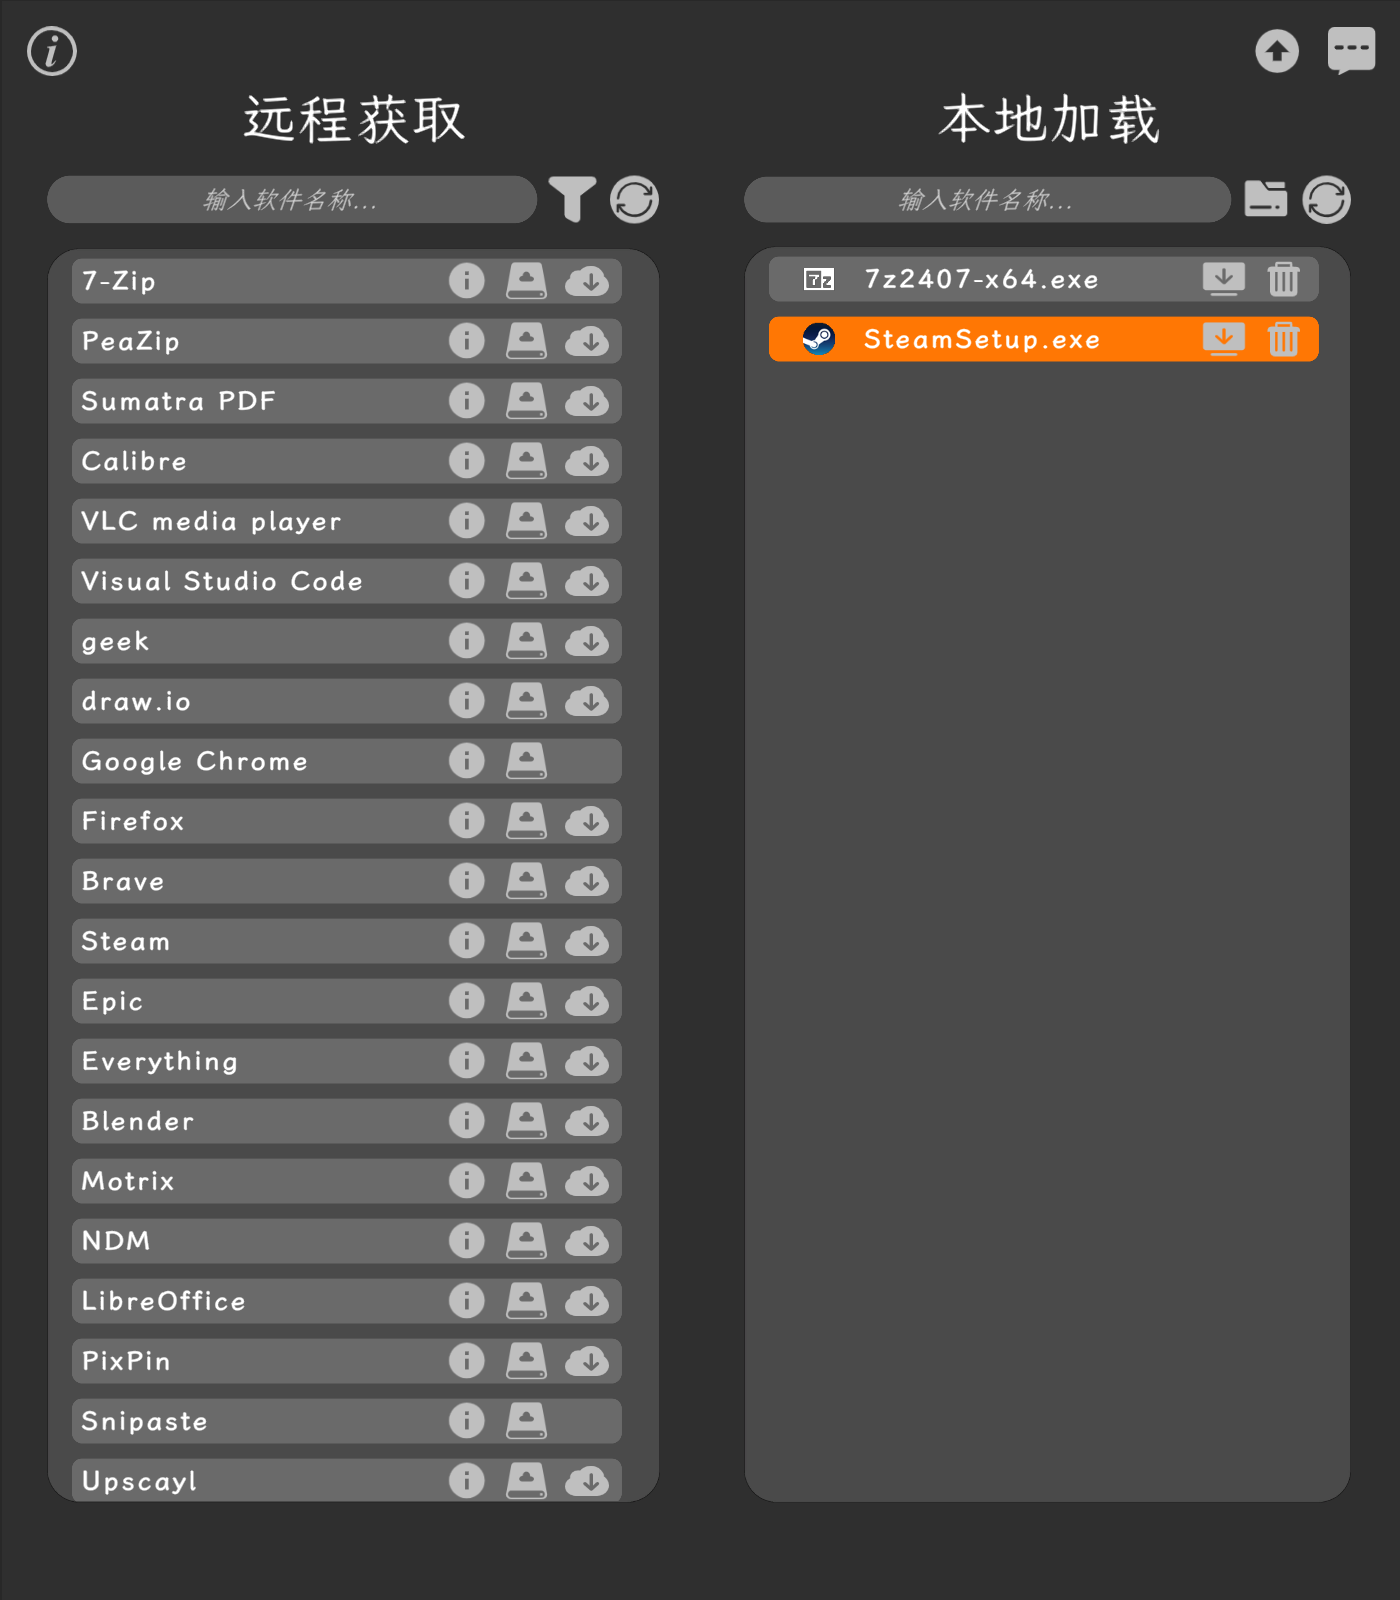 远程获取
输入软件名称...
7-Zip
PeaZip
Sumatra PDF
Calibre
VLC media player
Visual Studio Code
geek
draw.io
Google Chrome
Firefox
Brave
Steam
Epic
Everything
Blender
Motrix
NDM
LibreOffice
PixPin
Snipaste
Upscayl
本地加载
输入软件名称...
7z2407-x64.exe
SteamSetup.exe